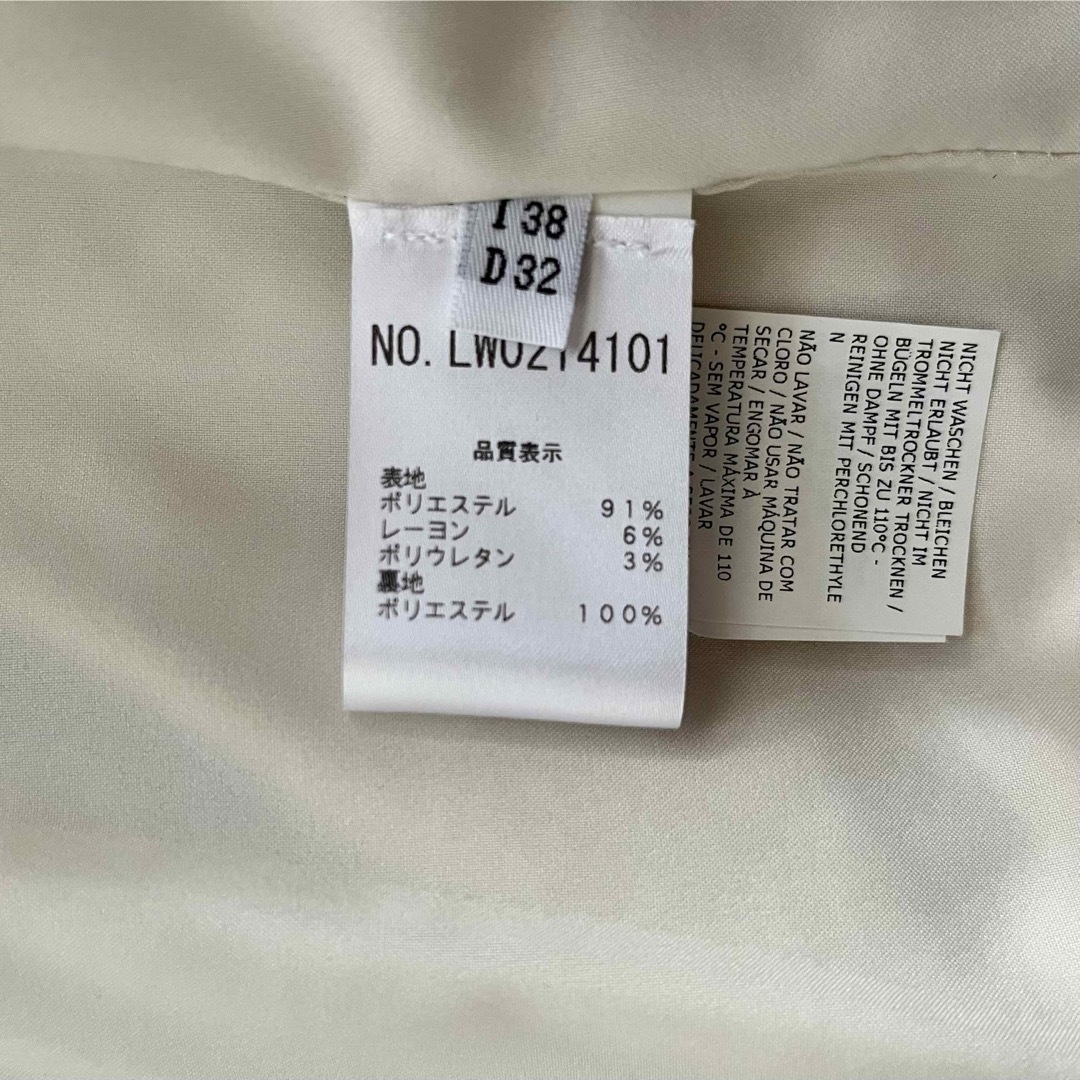 I 38
D 32
NO. LW0214101
品質表示
表地
ポリエステル 91%
レーヨン 6%
ポリウレタン 3%
裏地
ポリエステル 100%
NICHT WASCHEN / BLEICHEN
NICHT ERLAUBT / NICHT IM
TROMMELTROCKNER TROCKNEN /
BÜGELN MIT BIS ZU 110°C -
OHNE DAMPF / SCHONEND
REINIGEN MIT PERCHLORETHYLE
N
NÃO LAVAR / NÃO TRATAR COM
CLORO / NÃO USAR MÁQUINA DE
SECAR / ENGOMAR À
TEMPERATURA MÁXIMA DE 110
°C - SEM VAPOR / LAVAR
DELICADAMENTE /